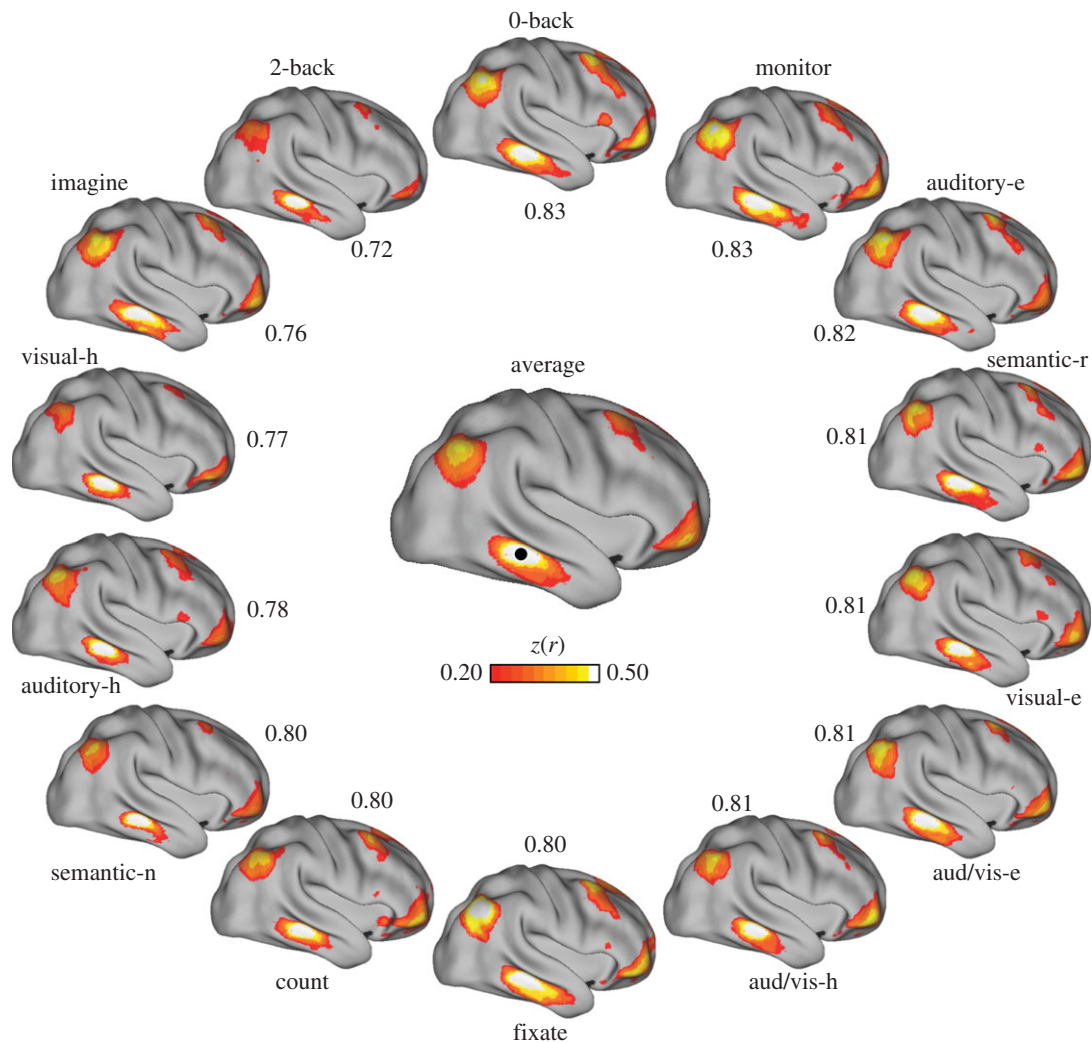 0-back
2-back
monitor
imagine
auditory-e
0.83
0.72
0.83
0.76
0.82
visual-h
average
semantic-r
0.77
0.81
0.78
0.81
z(r)
0.20
0.50
auditory-h
visual-e
0.80
0.81
0.80
0.81
0.80
semantic-n
aud/vis-e
count
aud/vis-h
fixate